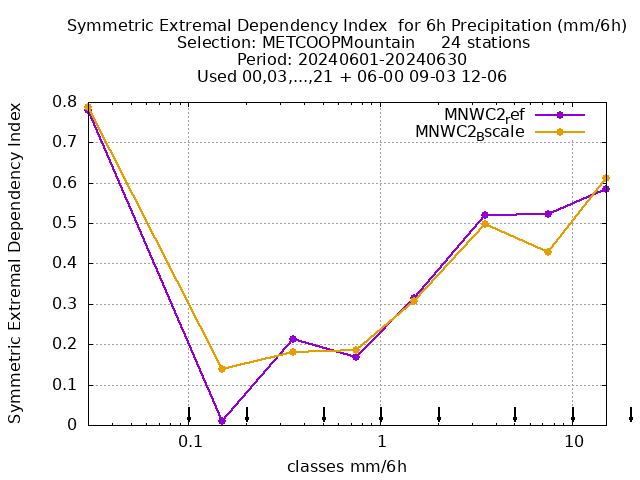 Symmetric Extremal Dependency Index  for 6h Precipitation (mm/6h)
Selection: METCOOPMountain     24 stations
Period: 20240601-20240630
Used 00,03,...,21 + 06-00 09-03 12-06
MNWC2ref
MNWC2Bscale
Symmetric Extremal Dependency Index
0.8
0.7
0.6
0.5
0.4
0.3
0.2
0.1
0
0.1 1 10
classes mm/6h